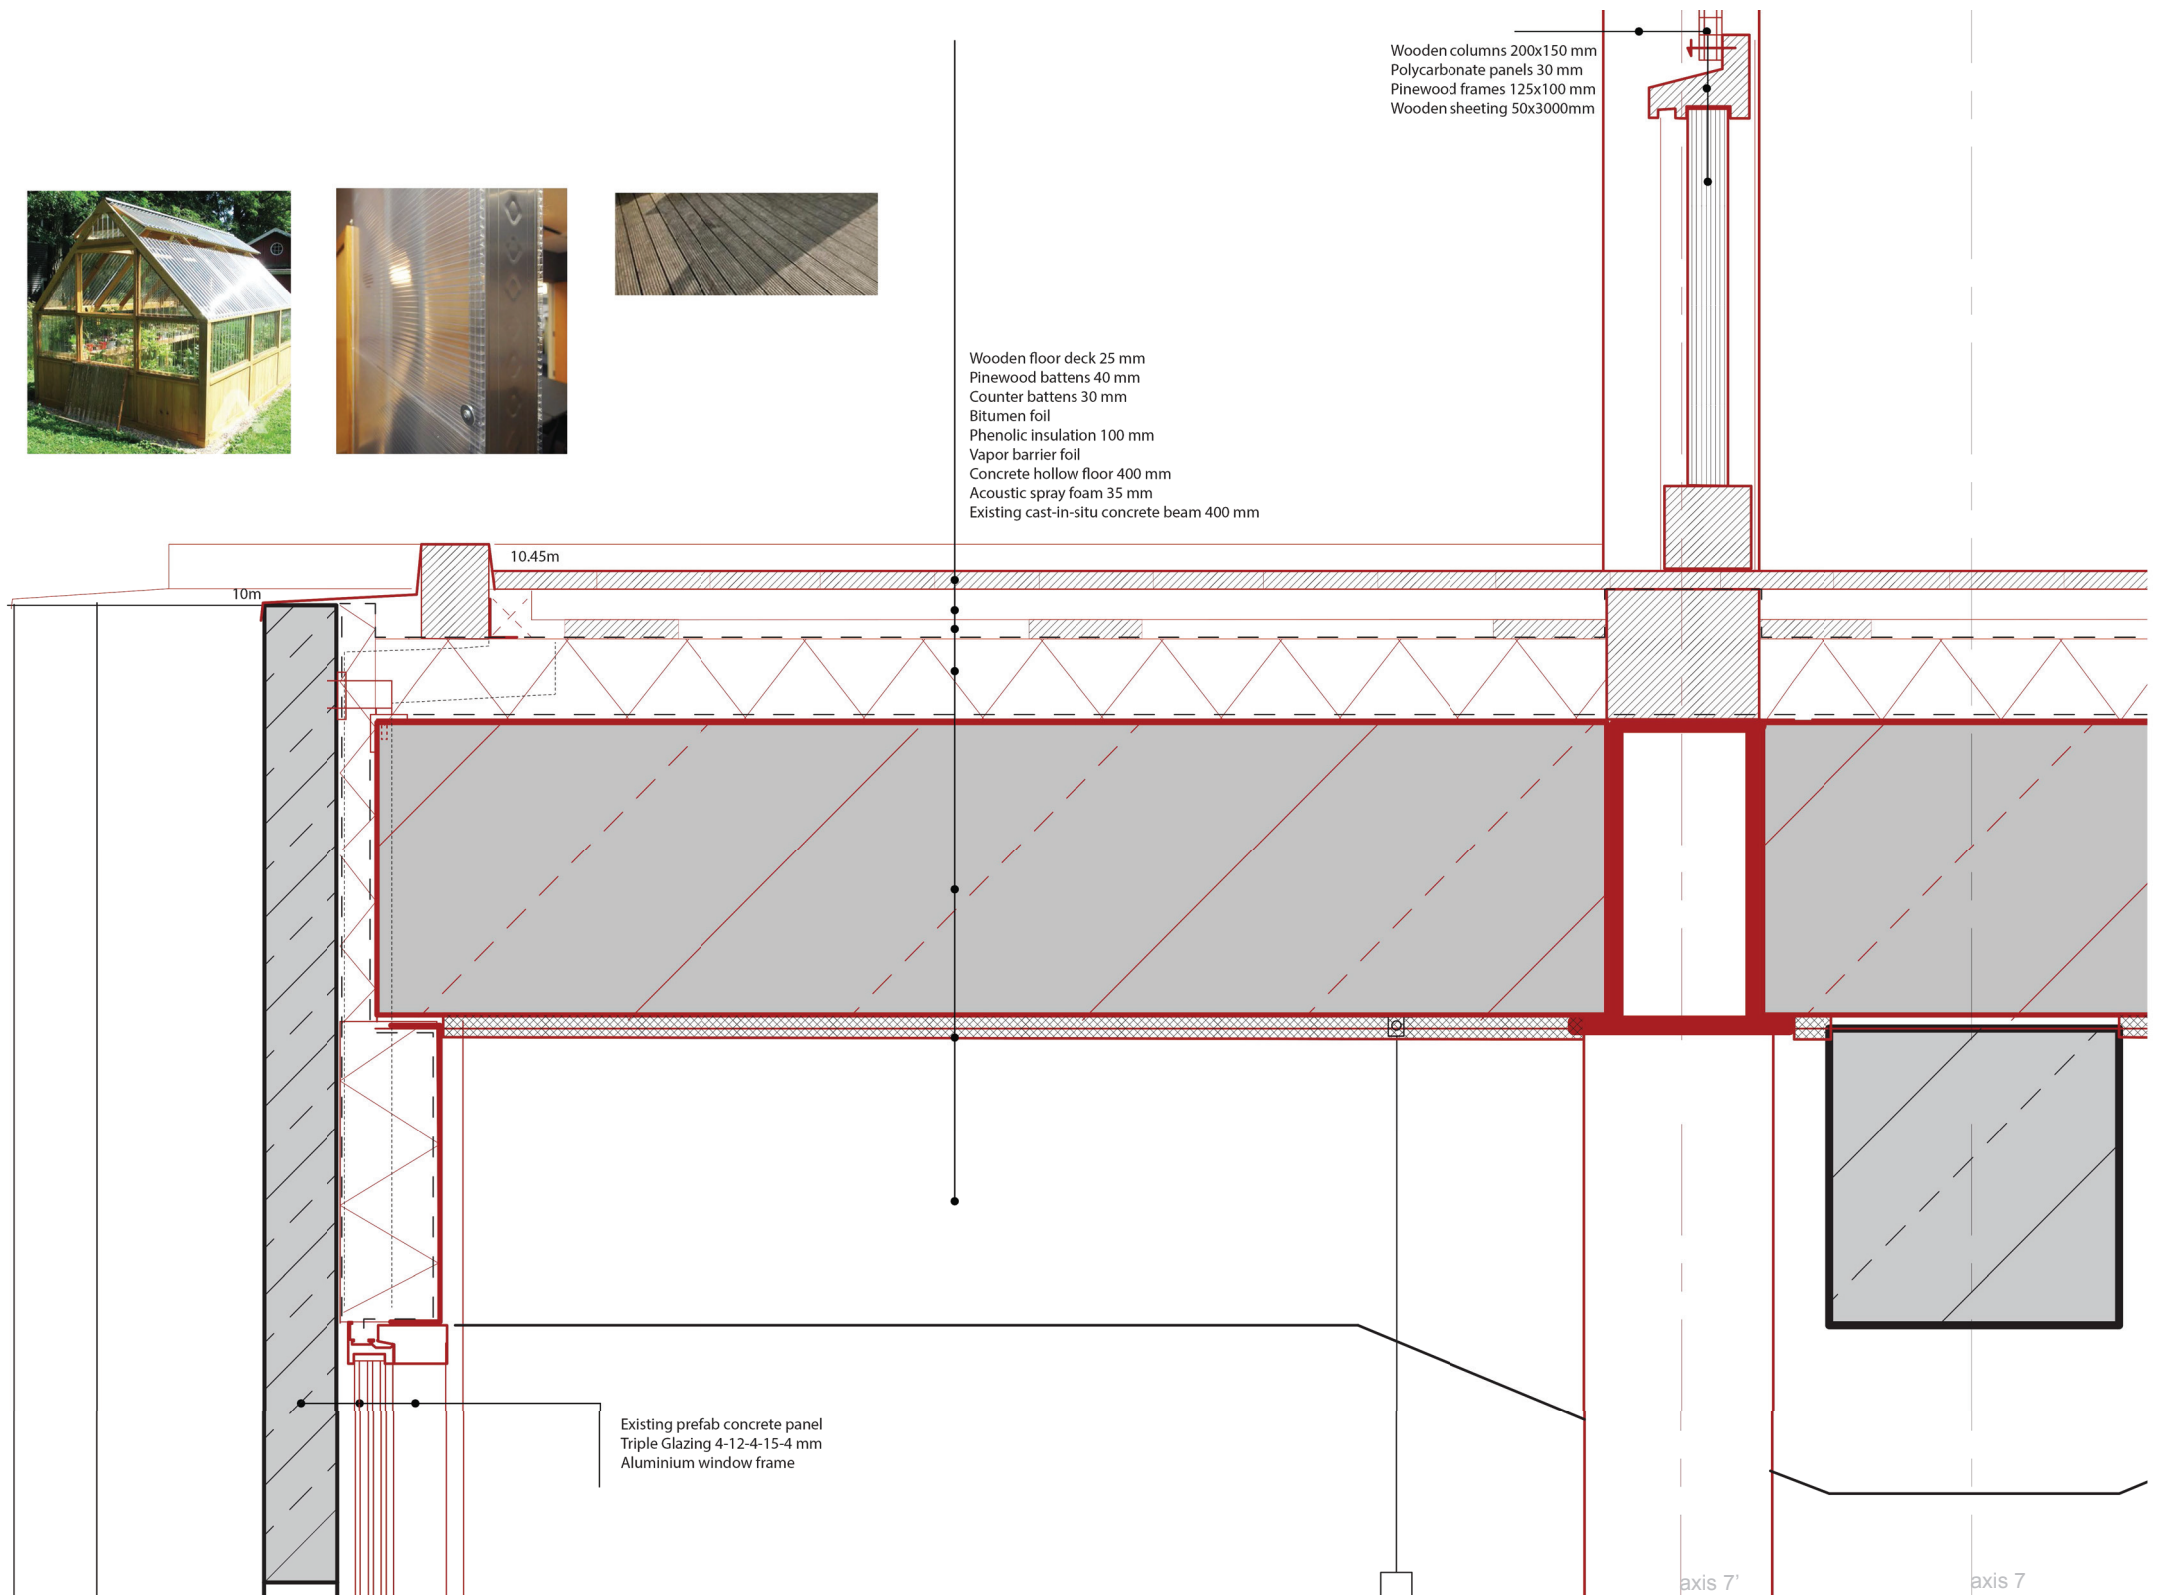 Wooden columns 200x150 mm
Polycarbonate panels 30 mm
Pinewood frames 125x100 mm
Wooden sheeting 50x3000mm
Wooden floor deck 25 mm
Pinewood battens 40 mm
Counter battens 30 mm
Bitumen foil
Phenolic insulation 100 mm
Vapor barrier foil
Concrete hollow floor 400 mm
Acoustic spray foam 35 mm
Existing cast-in-situ concrete beam 400 mm
10.45m
10m
Existing prefab concrete panel
Triple Glazing 4-12-4-15-4 mm
Aluminium window frame
axis 7'
axis 7